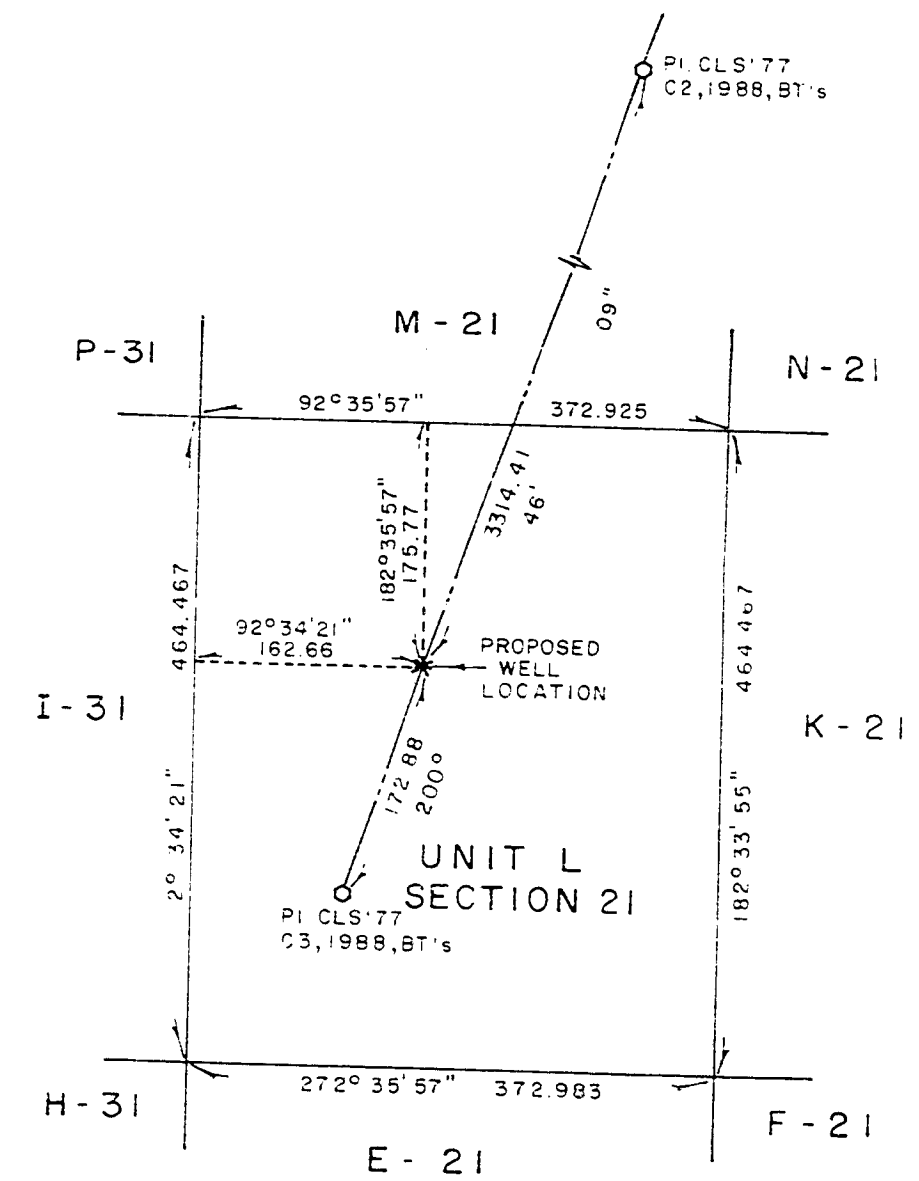 PI. CLS'77
C2,1988,BT's
09"
M-21
P-31
N-21
92°35'57" 372.925
3314.41
46'
182°35'57"
175.77
464.467
464 467
92°34'21"
162.66
PROPOSED
WELL
LOCATION
I-31
K-21
172 88
200°
2° 34' 21"
182° 33' 55"
UNIT L
SECTION 21
PI CLS'77
C3,1988,BT's
272° 35'57" 372.983
H-31
F-21
E-21